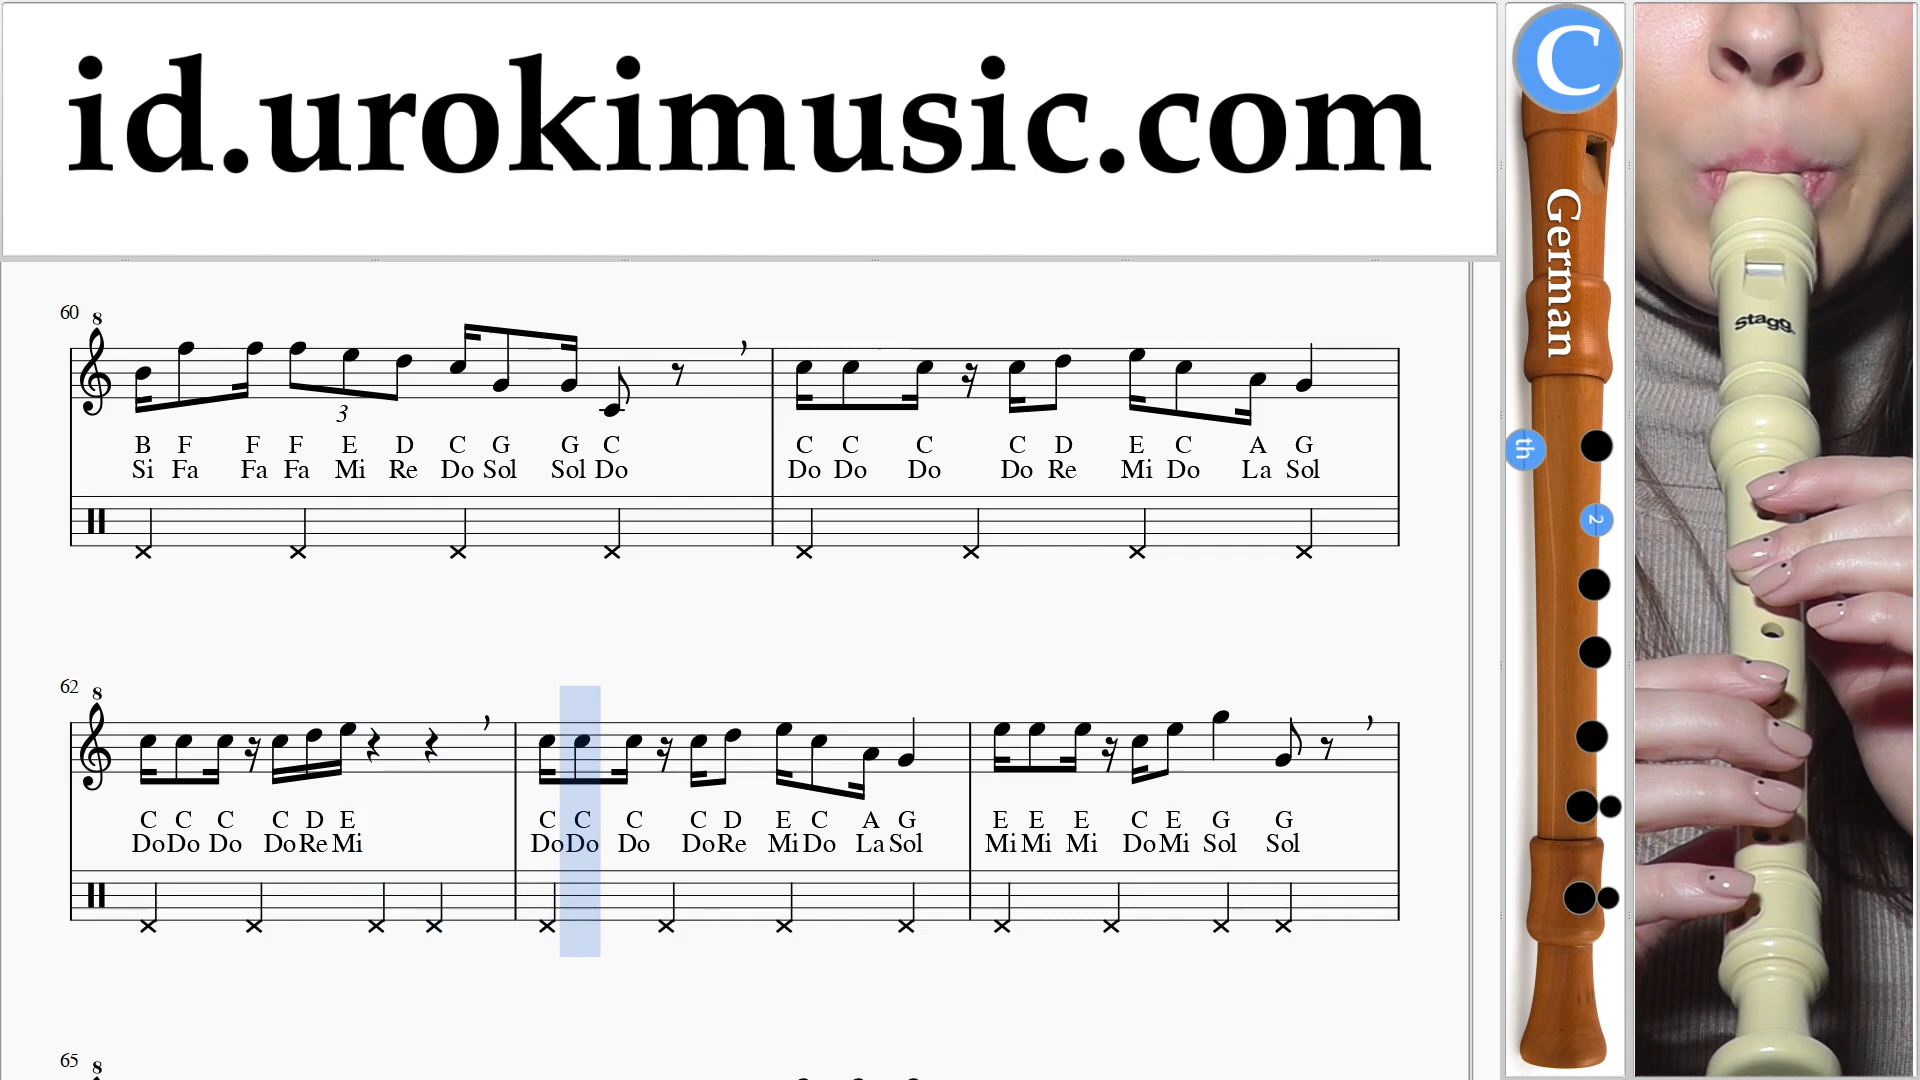 id.urokimusic.com
60
8
3
B F F F E D C G G C C C C C D E C A G
Si Fa Fa Fa Mi Re Do Sol Sol Do Do Do Do Do Re Mi Do La Sol
62
8
C C C C D E C C C C D E C A G E E E C E G G
Do Do Do Do Re Mi Do Do Do Do Re Mi Do La Sol Mi Mi Mi Do Mi Sol Sol
65
8
C
German
th
2
Stagg